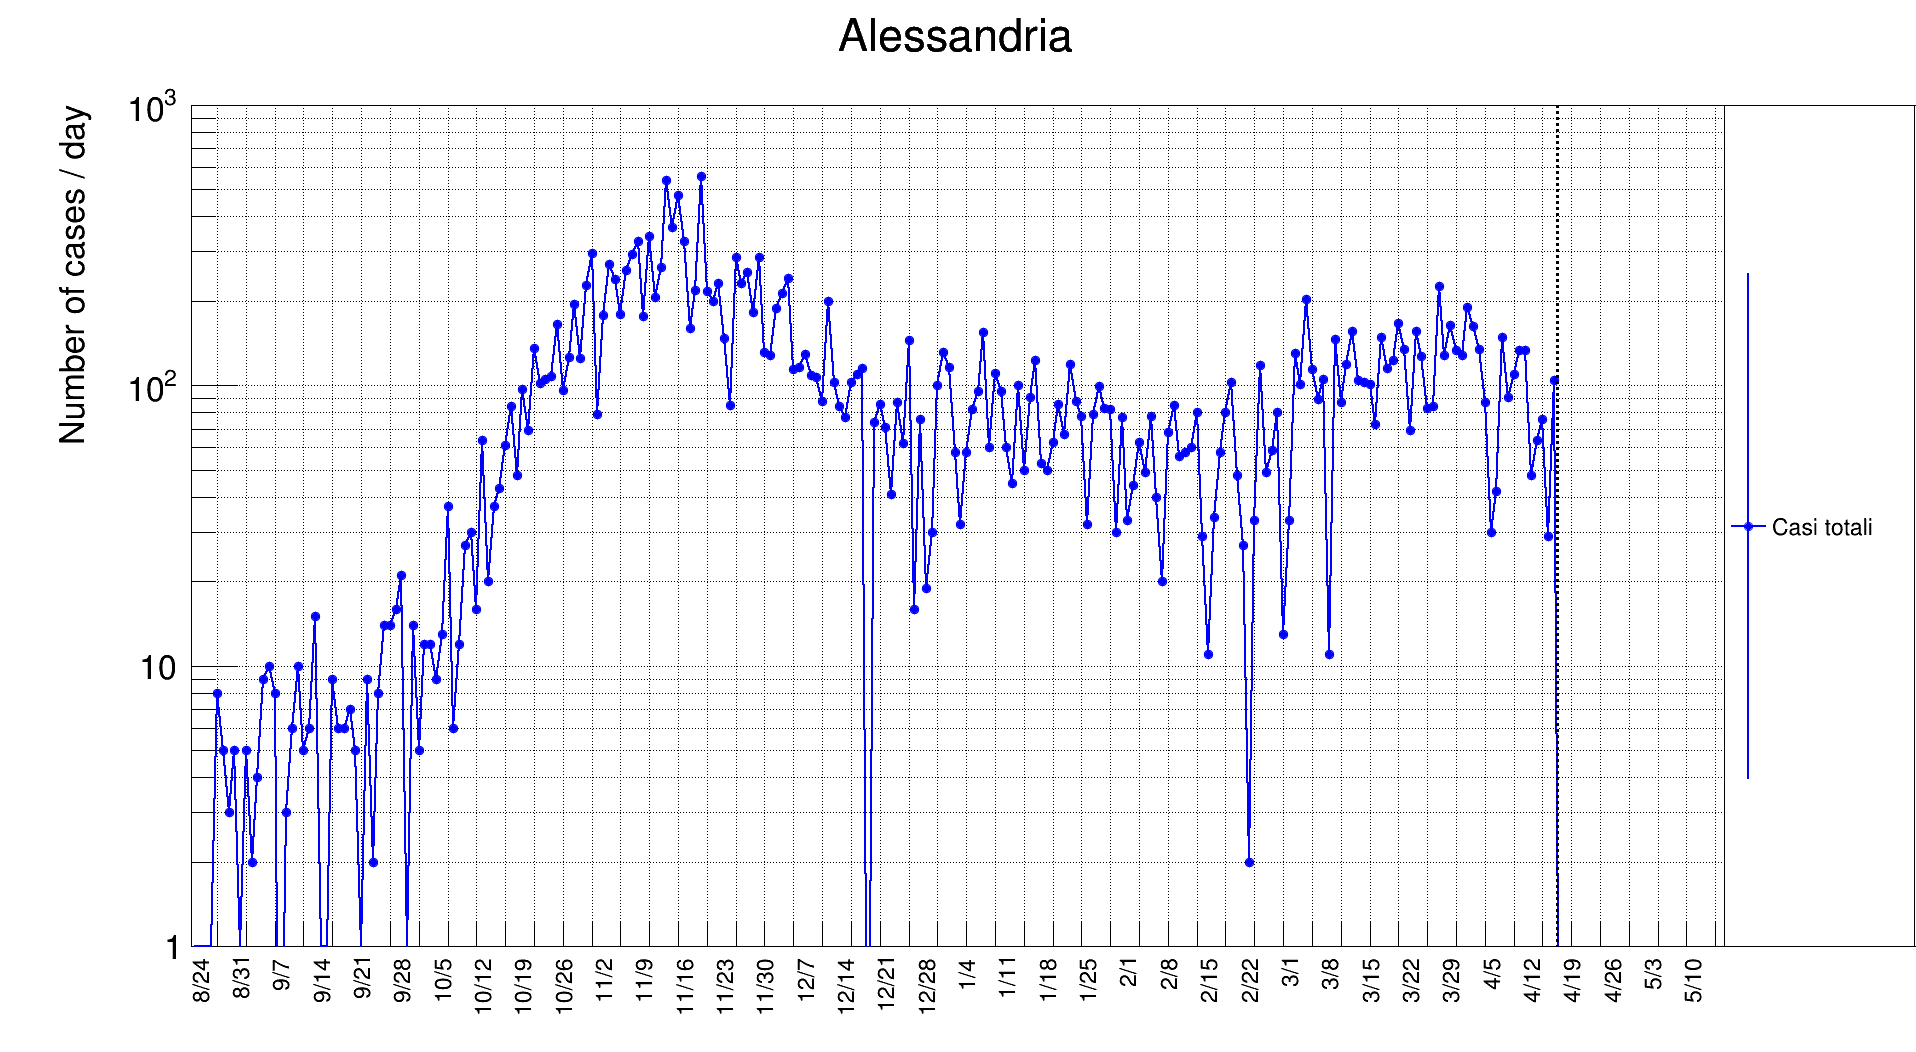 Alessandria
Number of cases / day
10³
10²
10
1
8/24 8/31 9/7 9/14 9/21 9/28 10/5 10/12 10/19 10/26 11/2 11/9 11/16 11/23 11/30 12/7 12/14 12/21 12/28 1/4 1/11 1/18 1/25 2/1 2/8 2/15 2/22 3/1 3/8 3/15 3/22 3/29 4/5 4/12 4/19 4/26 5/3 5/10
Casi totali